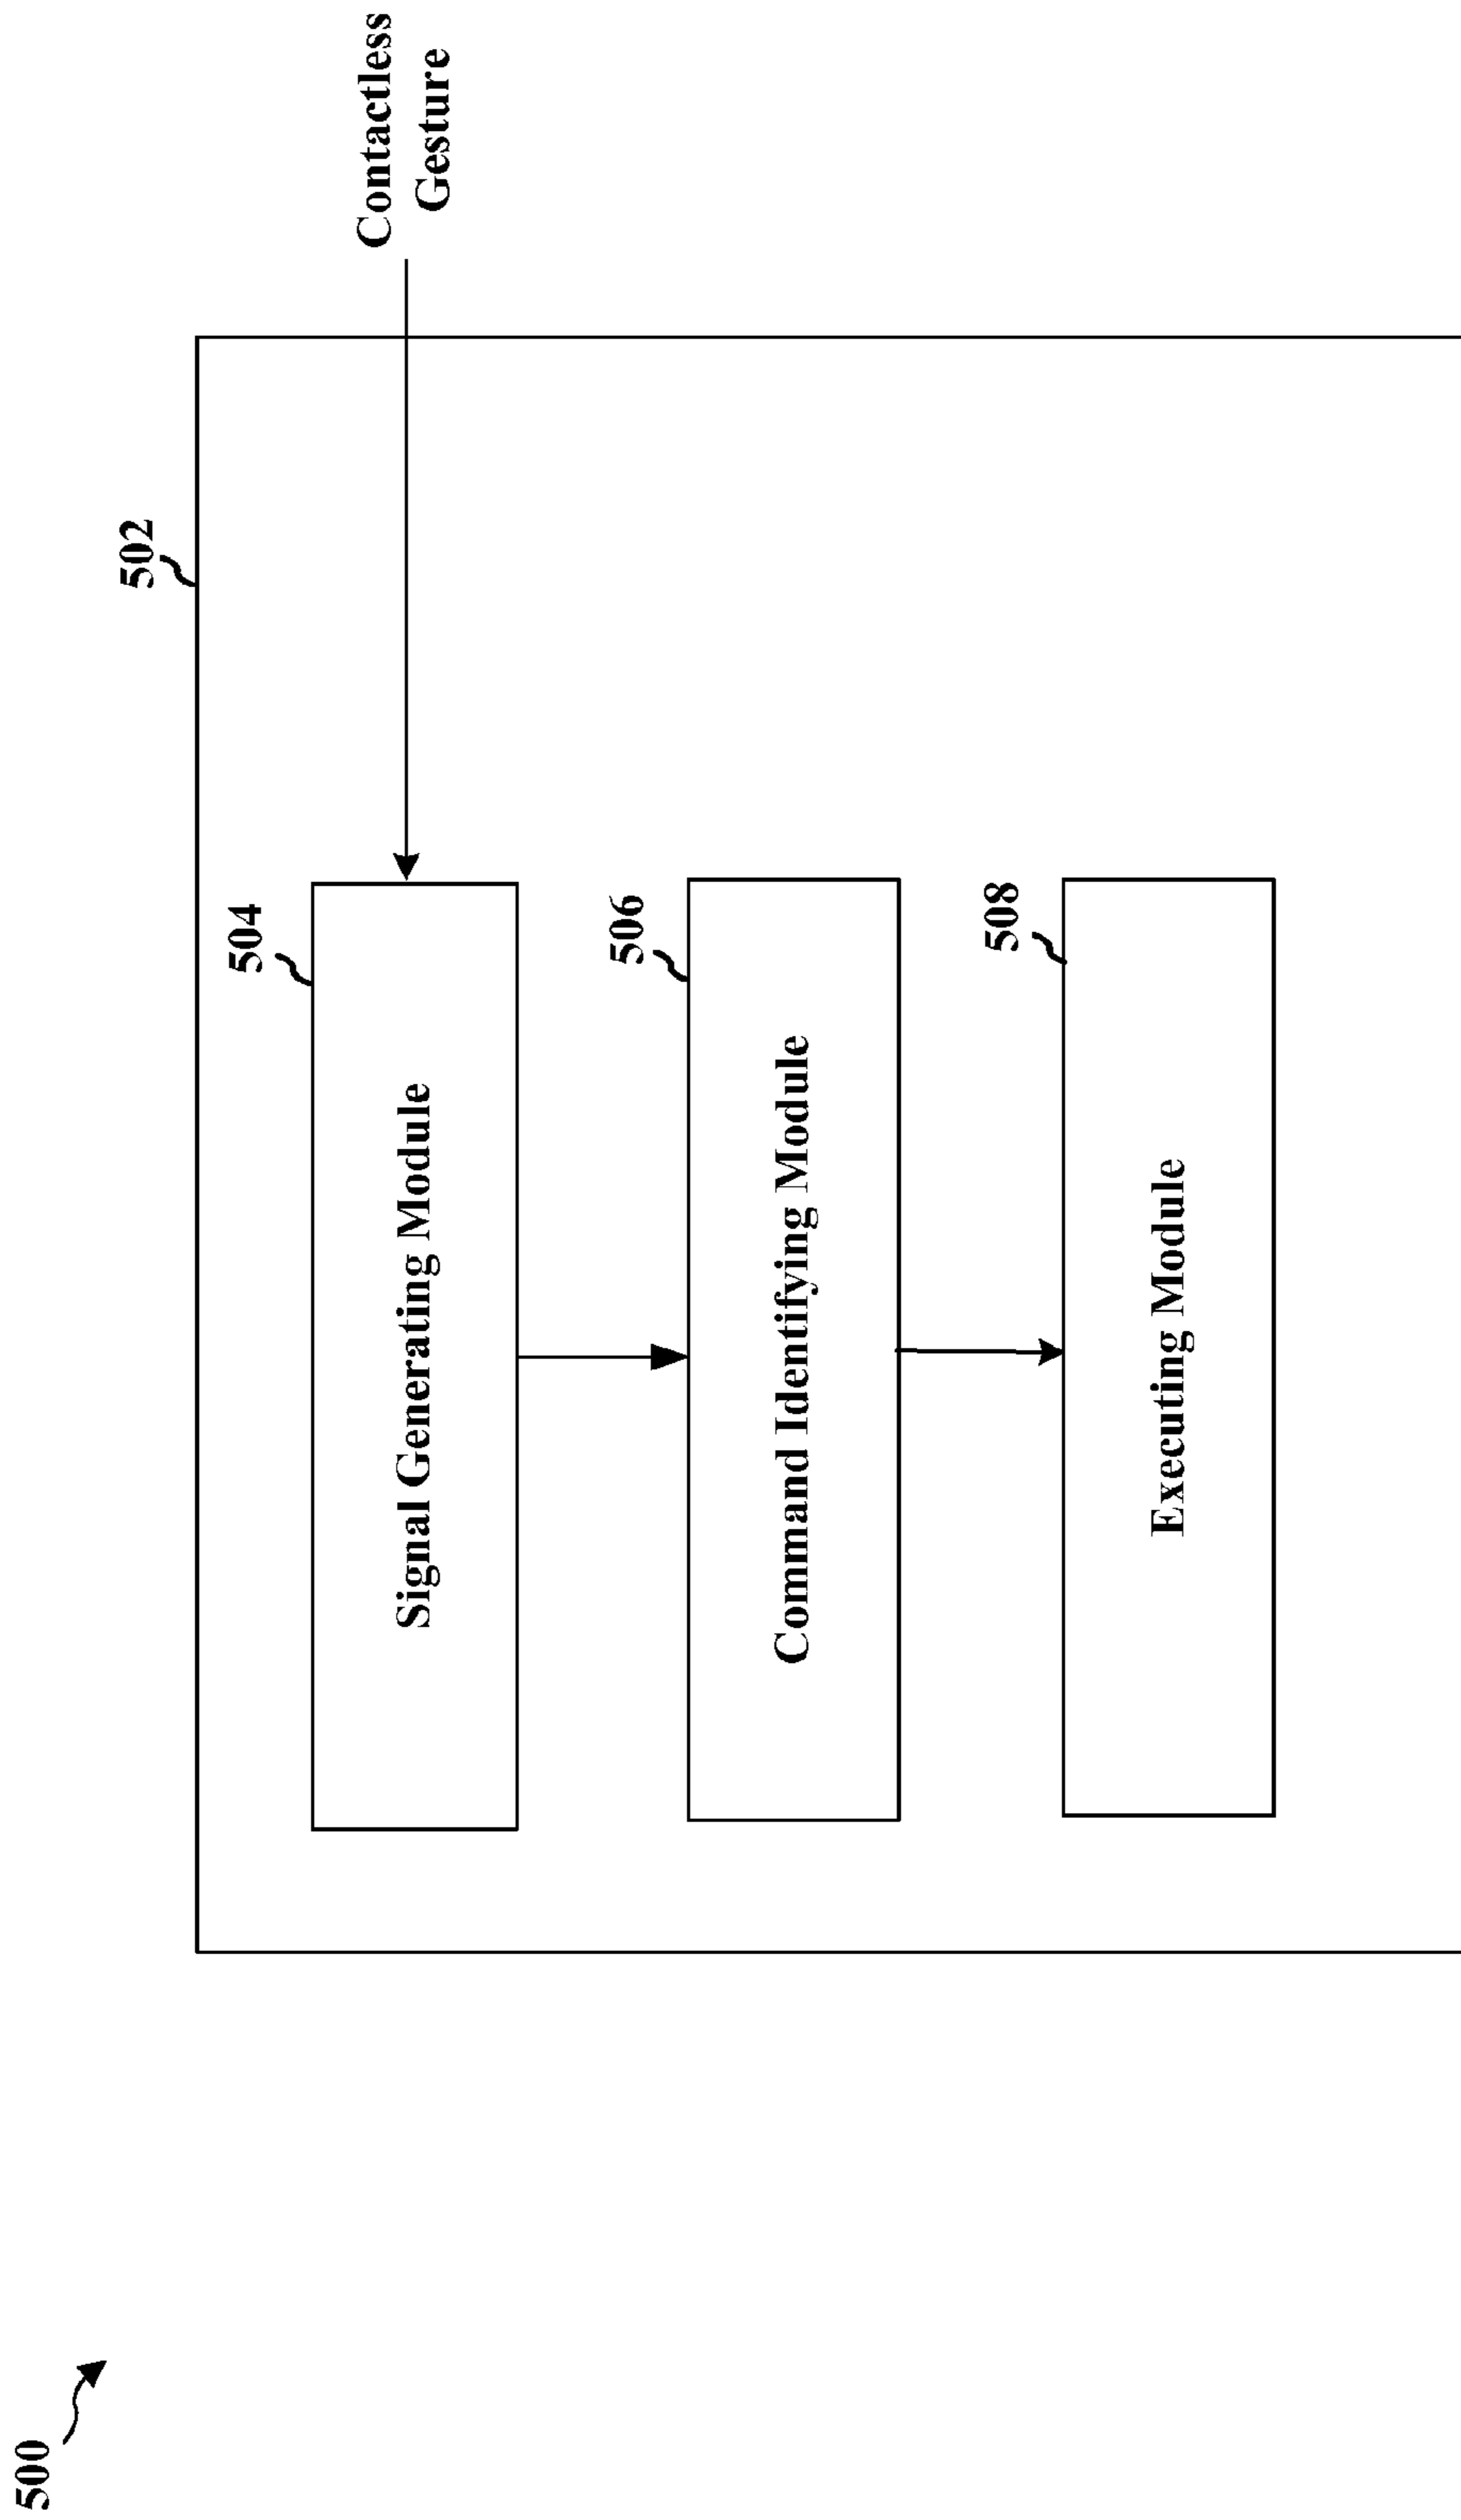 500
502
504
Signal Generating Module
Contactless
Gesture
506
Command Identifying Module
508
Executing Module